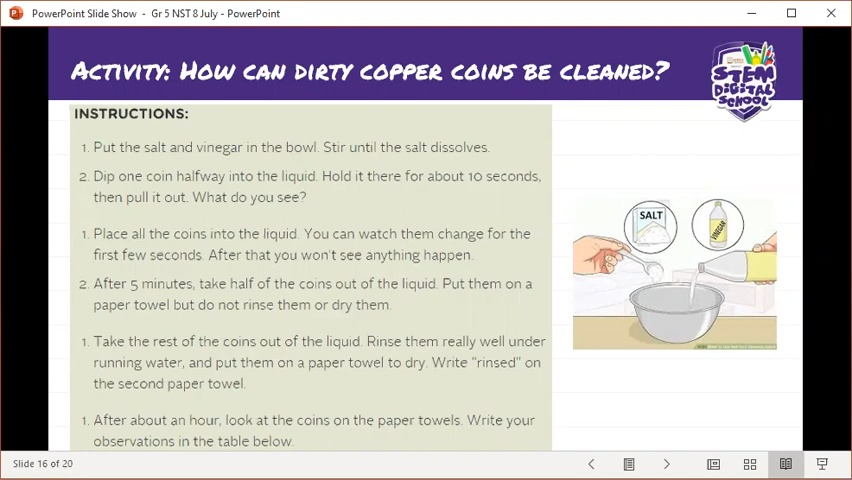 PowerPoint Slide Show - Gr 5 NST 8 July - PowerPoint
ACTIVITY: HOW CAN DIRTY COPPER COINS BE CLEANED?
STEM
DIGITAL
SCHOOL
INSTRUCTIONS:
1. Put the salt and vinegar in the bowl. Stir until the salt dissolves.
2. Dip one coin halfway into the liquid. Hold it there for about 10 seconds,
then pull it out. What do you see?
1. Place all the coins into the liquid. You can watch them change for the
first few seconds. After that you won't see anything happen.
2. After 5 minutes, take half of the coins out of the liquid. Put them on a
paper towel but do not rinse them or dry them.
1. Take the rest of the coins out of the liquid. Rinse them really well under
running water, and put them on a paper towel to dry. Write "rinsed" on
the second paper towel.
1. After about an hour, look at the coins on the paper towels. Write your
observations in the table below.
SALT
VINEGAR
Slide 16 of 20